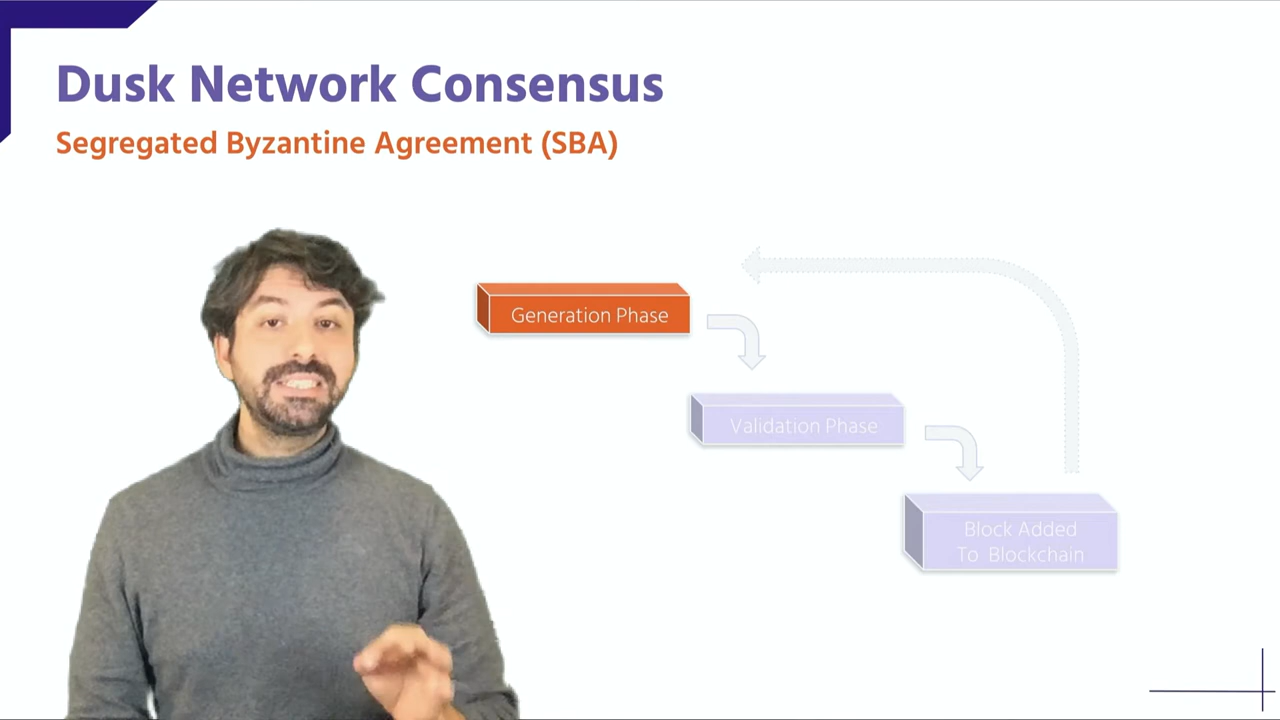 Dusk Network Consensus
Segregated Byzantine Agreement (SBA)
Generation Phase
Validation Phase
Block Added
To Blockchain